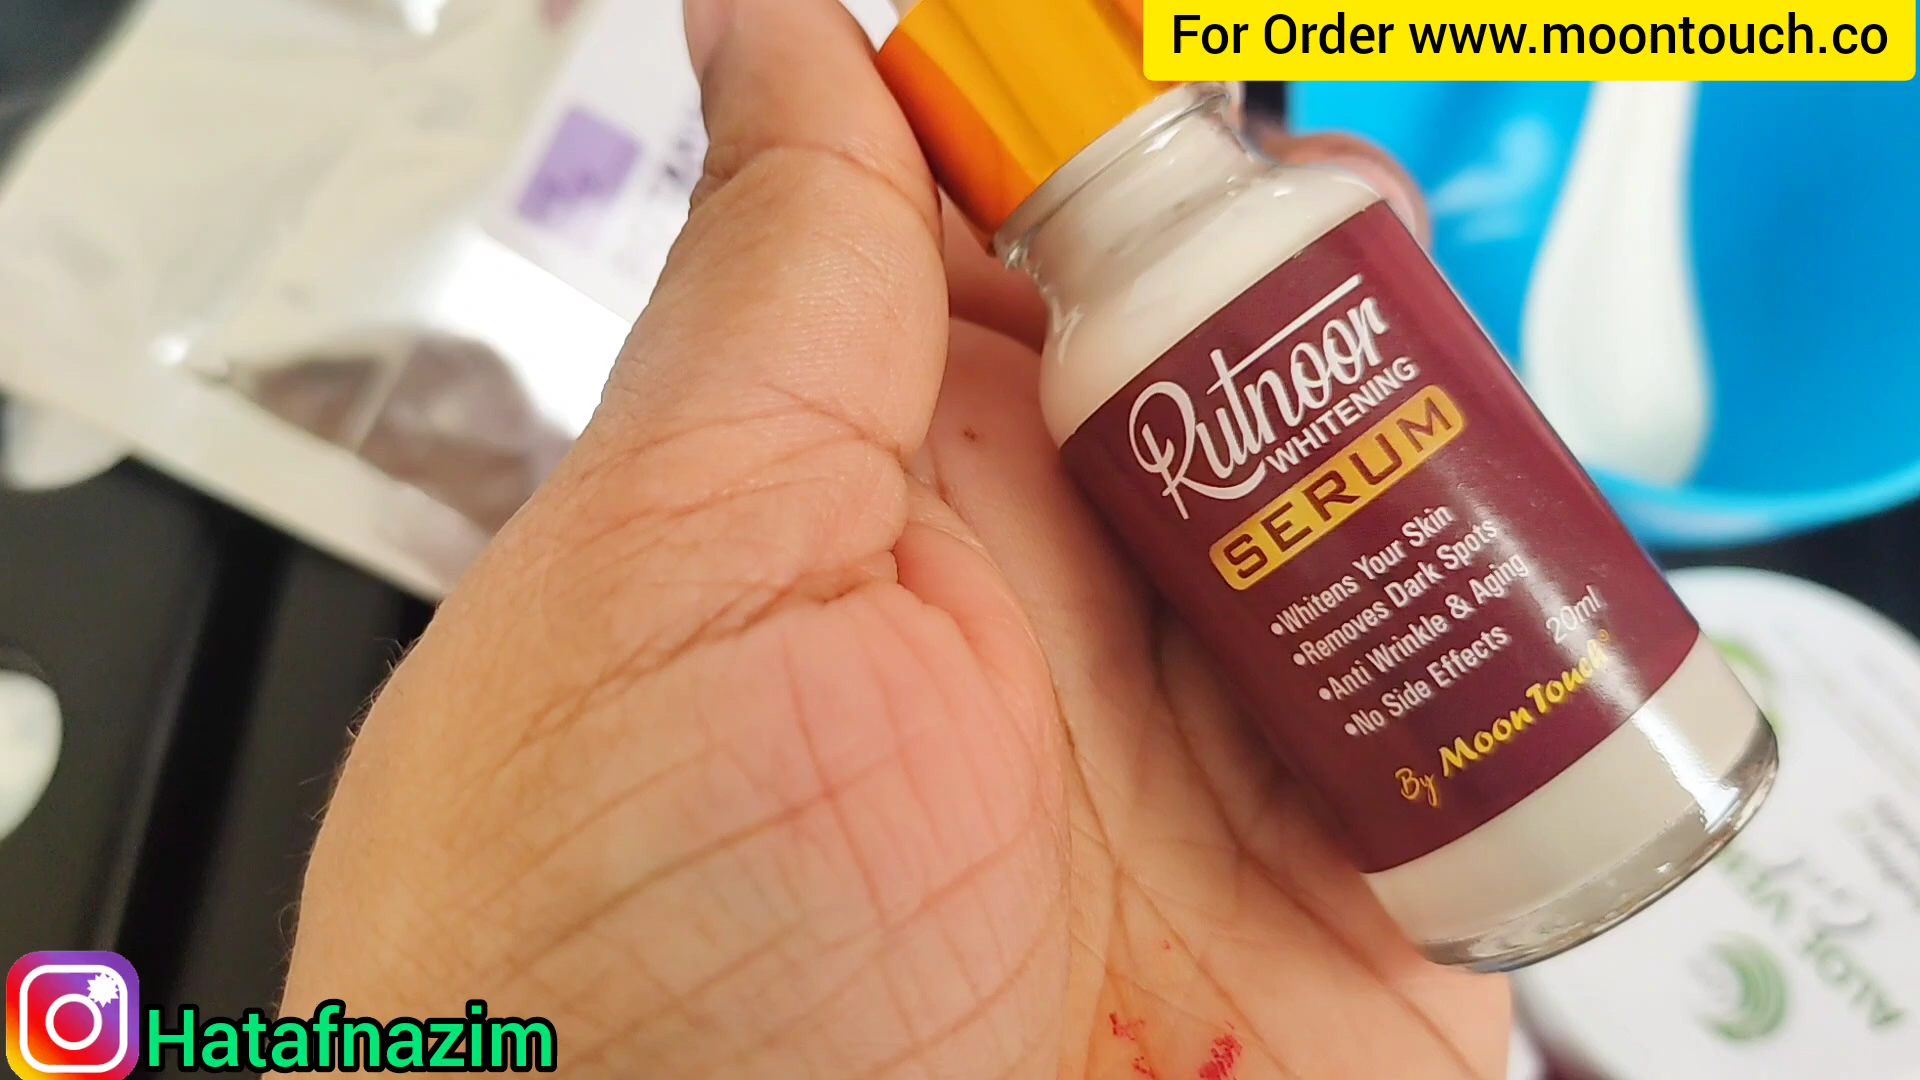 For Order www.moontouch.co
Rutnoor
WHITENING
SERUM
•Whitens Your Skin
•Removes Dark Spots
•Anti Wrinkle & Aging
•No Side Effects 20ml
By Moon Touch®
Hatafnazim